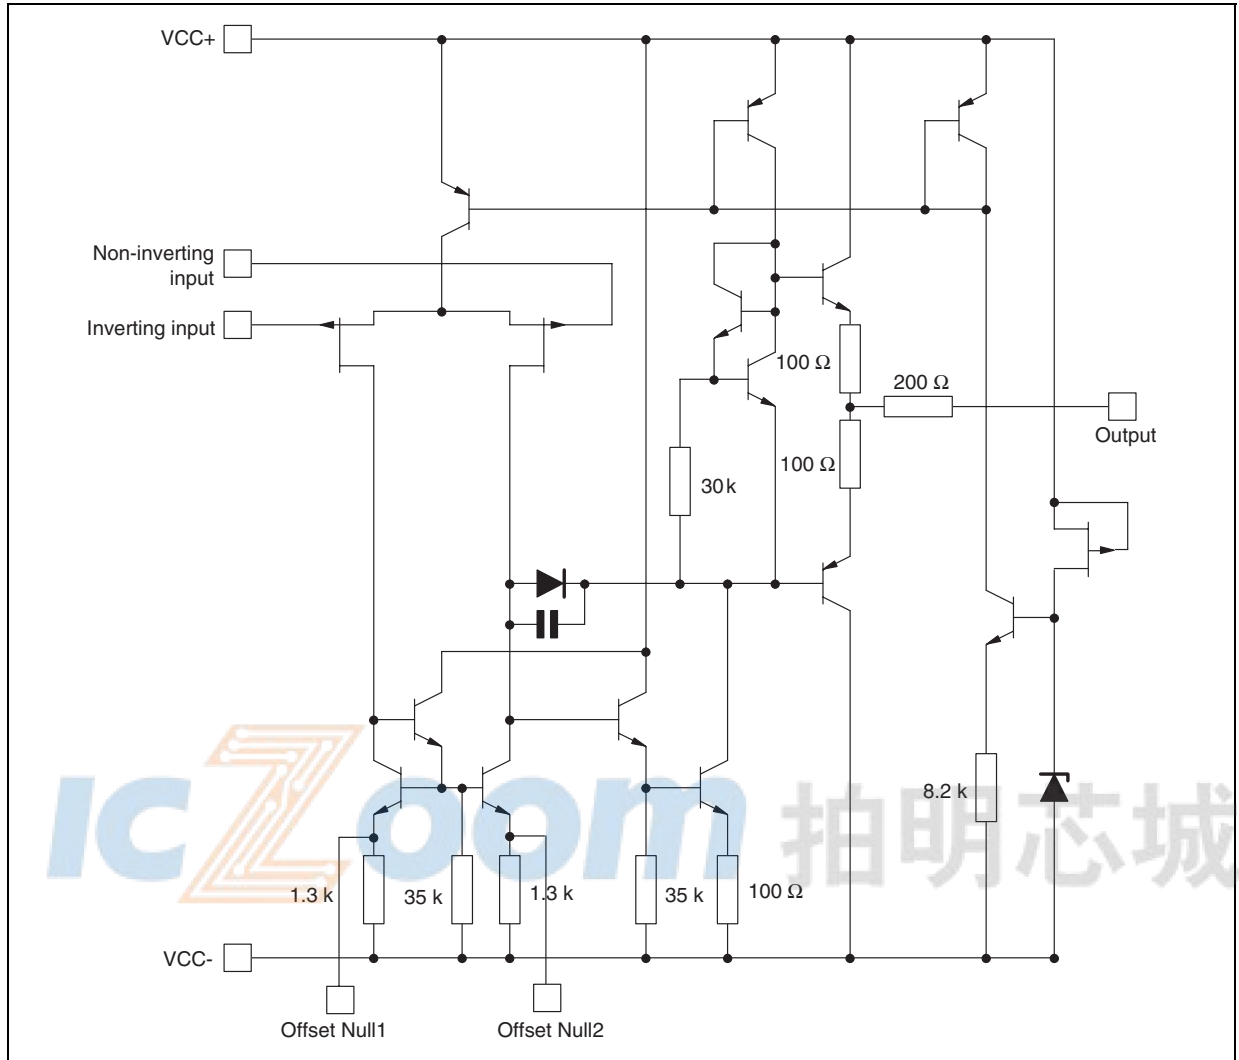 VCC+
Non-inverting
input
Inverting input
100 Ω
200 Ω
Output
100 Ω
30k
8.2 k
ICZoom 拍明芯城
1.3 k
35 k
1.3 k
35 k
100 Ω
VCC-
Offset Null1
Offset Null2